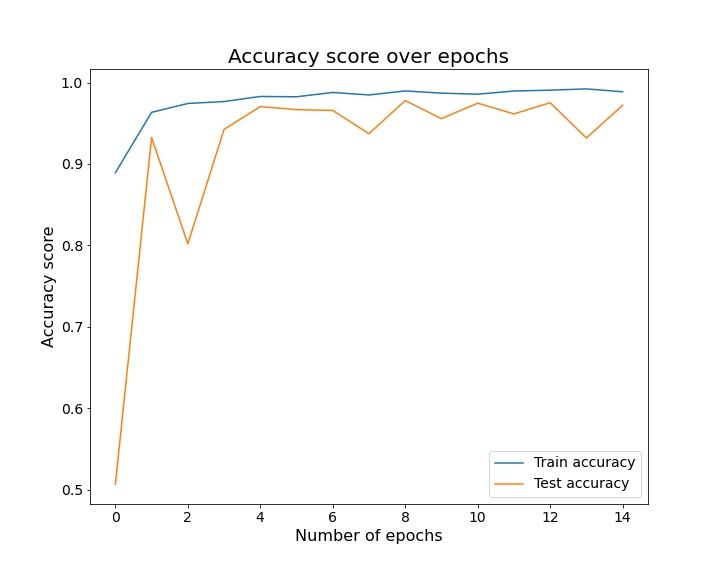 Accuracy score over epochs
1.0
0.9
0.8
0.7
0.6
0.5
Accuracy score
0 2 4 6 8 10 12 14
Number of epochs
Train accuracy
Test accuracy